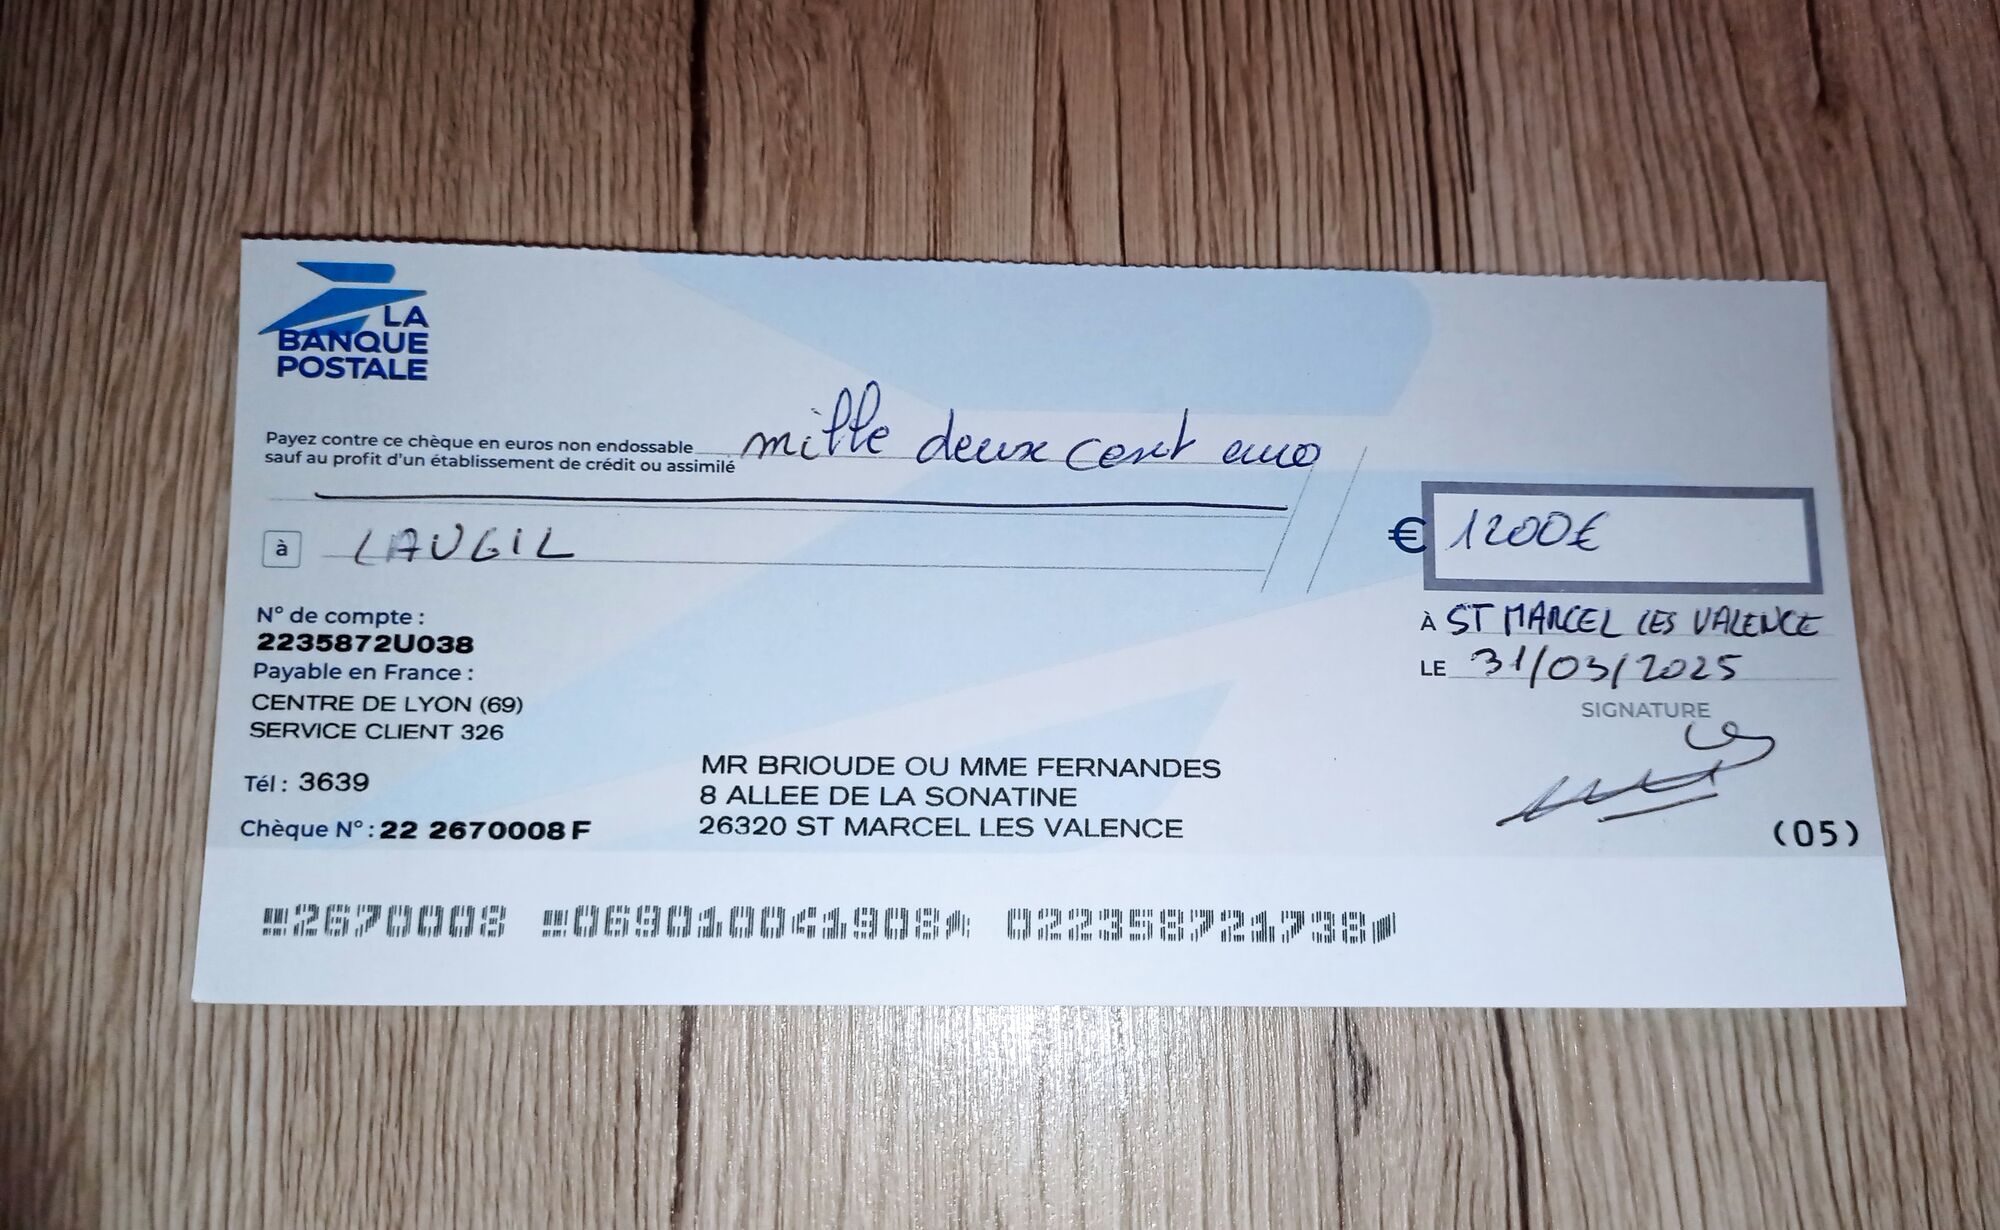 LA
BANQUE
POSTALE
Payez contre ce chèque en euros non endossable
sauf au profit d'un établissement de crédit ou assimilé
mille deux cent euro
à LAUGIL
€ 1200€
À ST MARCEL LES VALENCE
LE 31/03/2025
SIGNATURE
N° de compte :
2235872U038
Payable en France :
CENTRE DE LYON (69)
SERVICE CLIENT 326
Tél : 3639
Chèque N° : 22 2670008 F
MR BRIOUDE OU MME FERNANDES
8 ALLEE DE LA SONATINE
26320 ST MARCEL LES VALENCE
(05)
2670008 069010041908 022358721738